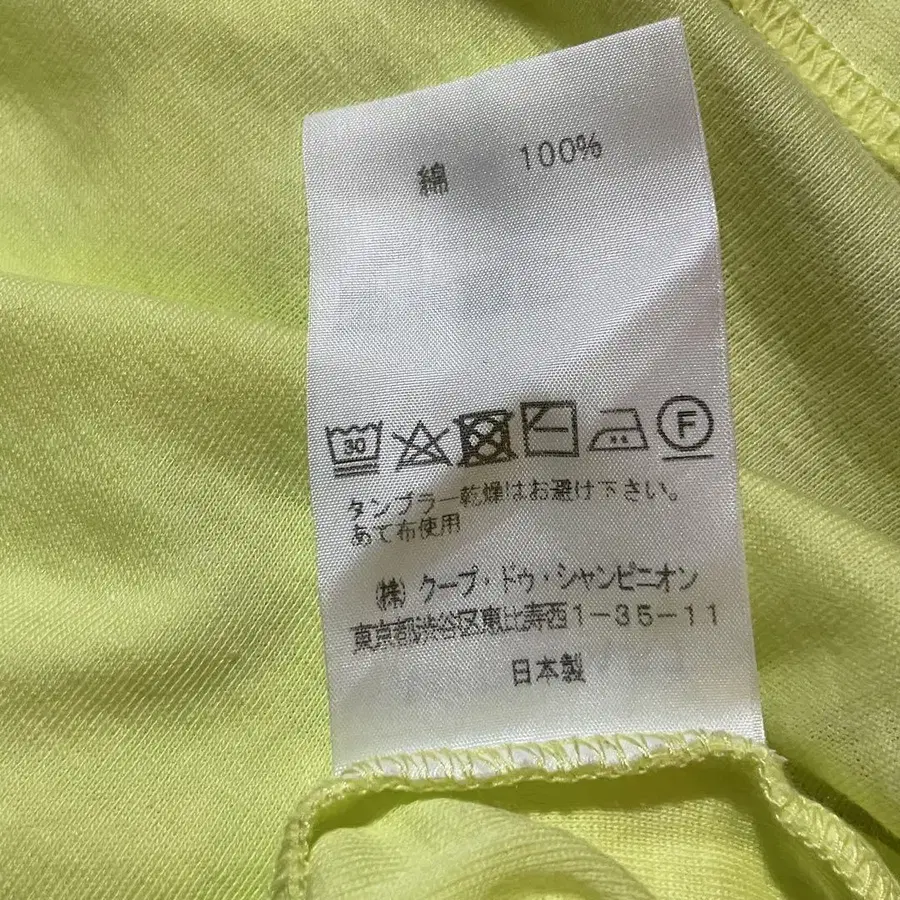 綿 100%
30 F
タンブラー乾燥はお避け下さい。
あて布使用
(株)クープ・ドゥ・シャンピニオン
東京都渋谷区恵比寿西1-35-11
日本製